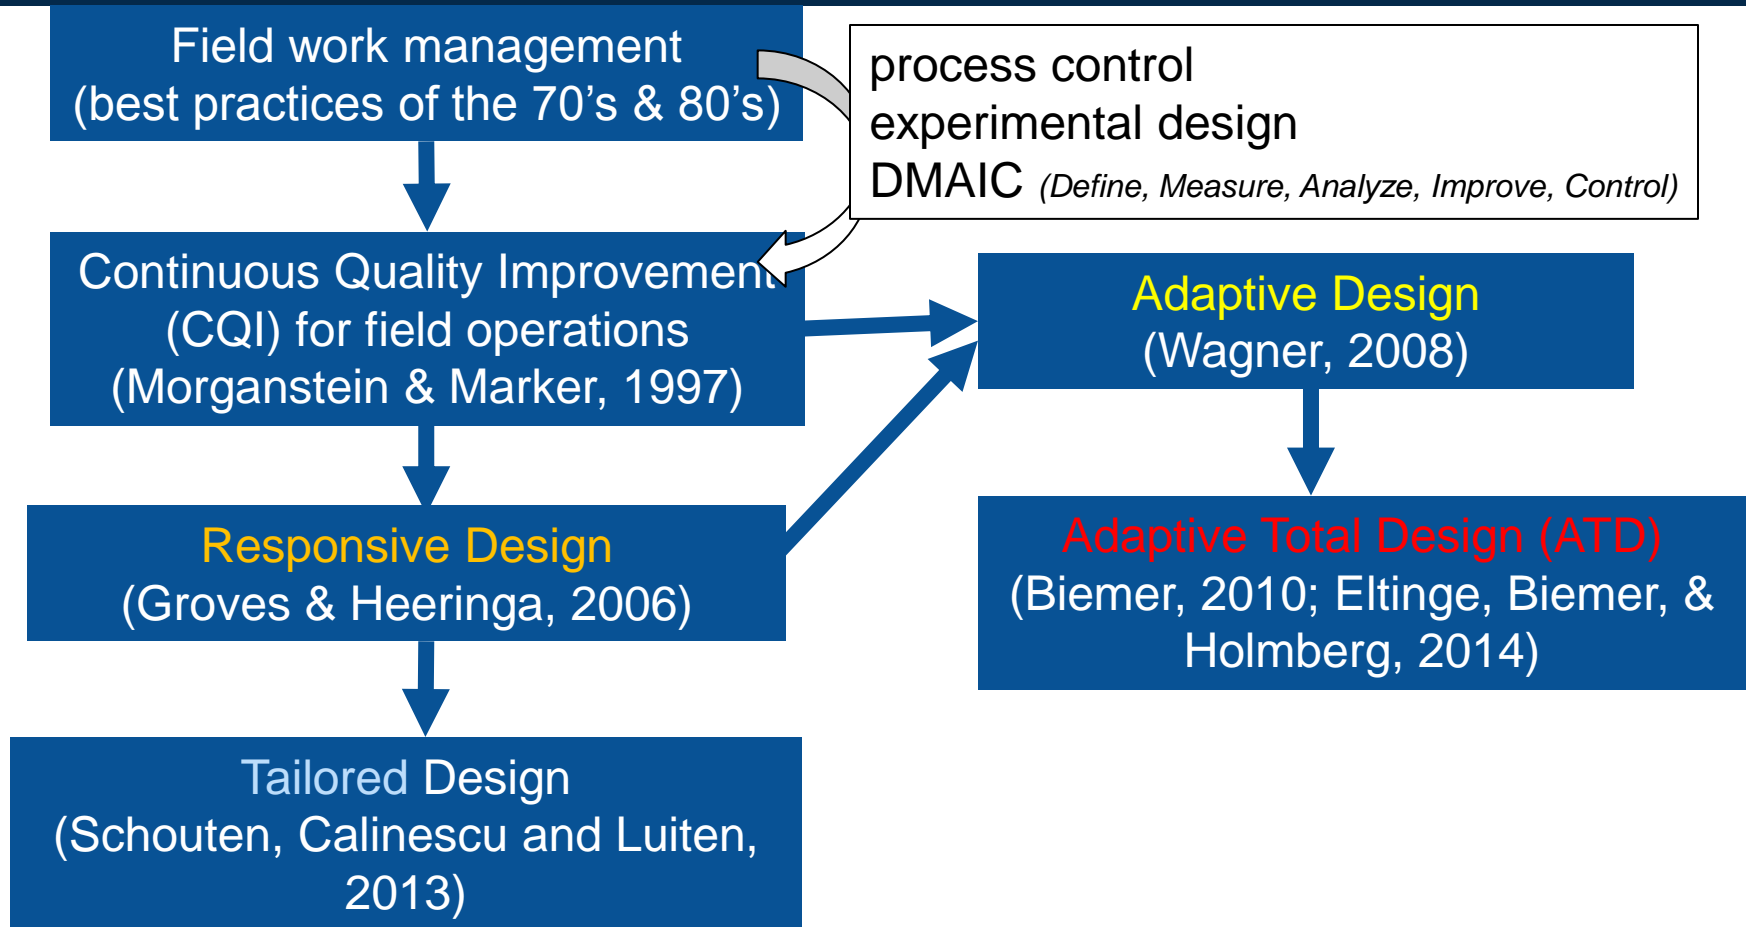 Field work management
(best practices of the 70’s & 80’s)
process control
experimental design
DMAIC (Define, Measure, Analyze, Improve, Control)
Continuous Quality Improvement
(CQI) for field operations
(Morganstein & Marker, 1997)
Adaptive Design
(Wagner, 2008)
Responsive Design
(Groves & Heeringa, 2006)
Adaptive Total Design (ATD)
(Biemer, 2010; Eltinge, Biemer, &
Holmberg, 2014)
Tailored Design
(Schouten, Calinescu and Luiten,
2013)